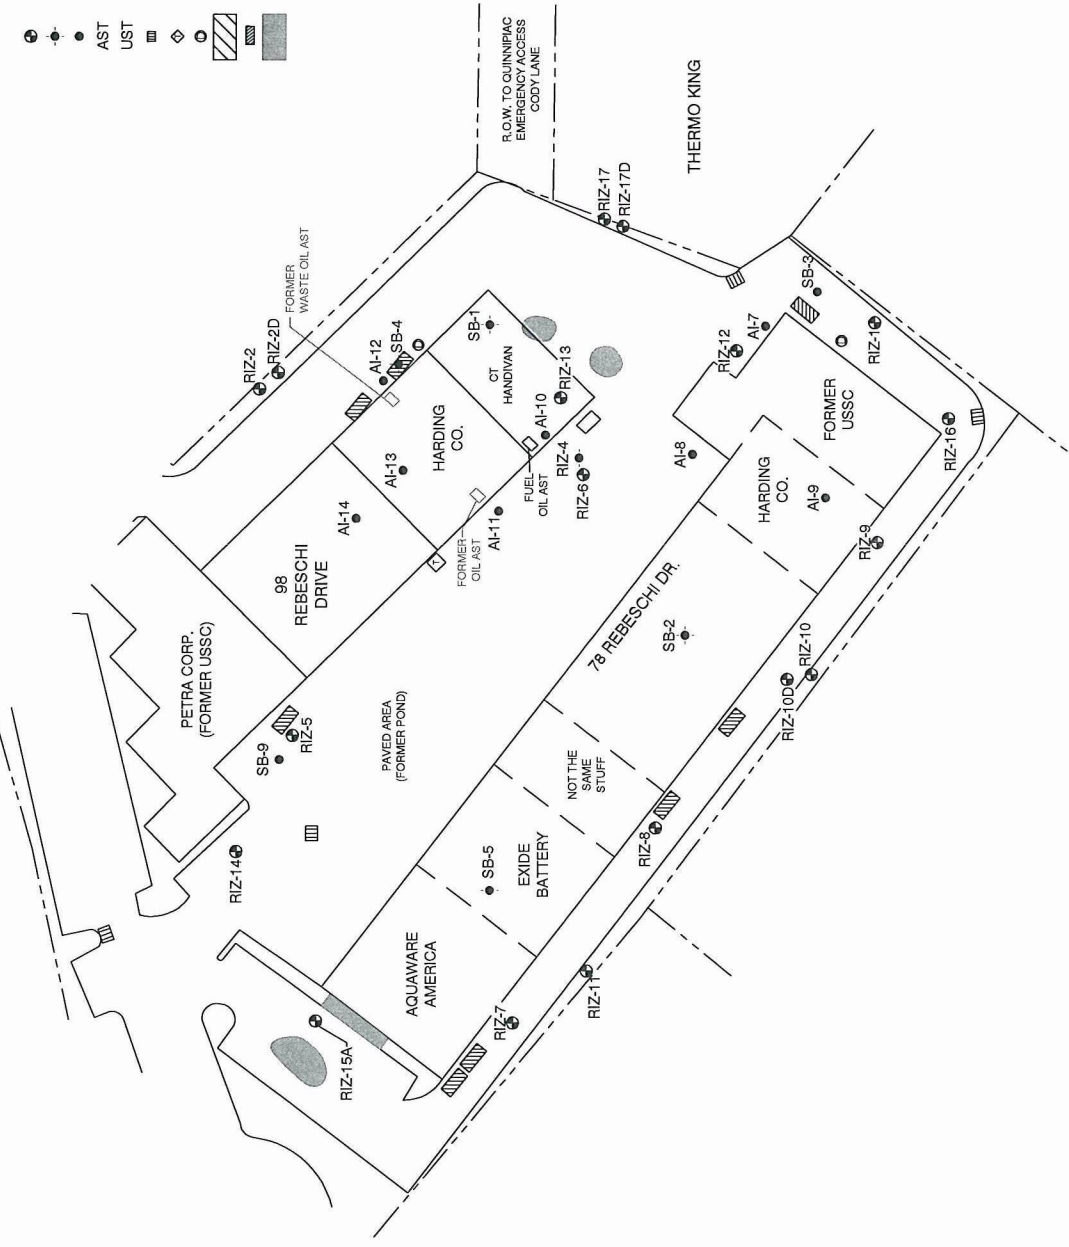 AST
UST
R.O.W. TO QUINNIPIAC
EMERGENCY ACCESS
CODY LANE
THERMO KING
RIZ-17
RIZ-17D
FORMER
WASTE OIL AST
RIZ-2
RIZ-2D
AI-12
SB-4
SB-1
SB-3
AI-7
RIZ-12
RIZ-1
CT
HANDIVAN
RIZ-13
AI-10
HARDING
CO.
AI-13
FUEL
OIL AST
RIZ-4
RIZ-6
AI-8
FORMER
USSC
RIZ-16
HARDING
CO.
AI-9
RIZ-9
AI-14
AI-11
FORMER
OIL AST
T
T
98
REBESCHI
DRIVE
78 REBESCHI DR.
SB-2
RIZ-10
RIZ-10D
PETRA CORP.
(FORMER USSC)
RIZ-5
SB-9
PAVED AREA
(FORMER POND)
NOT THE
SAME
STUFF
RIZ-8
RIZ-14
SB-5
EXIDE
BATTERY
AQUAWARE
AMERICA
RIZ-11
RIZ-7
RIZ-15A